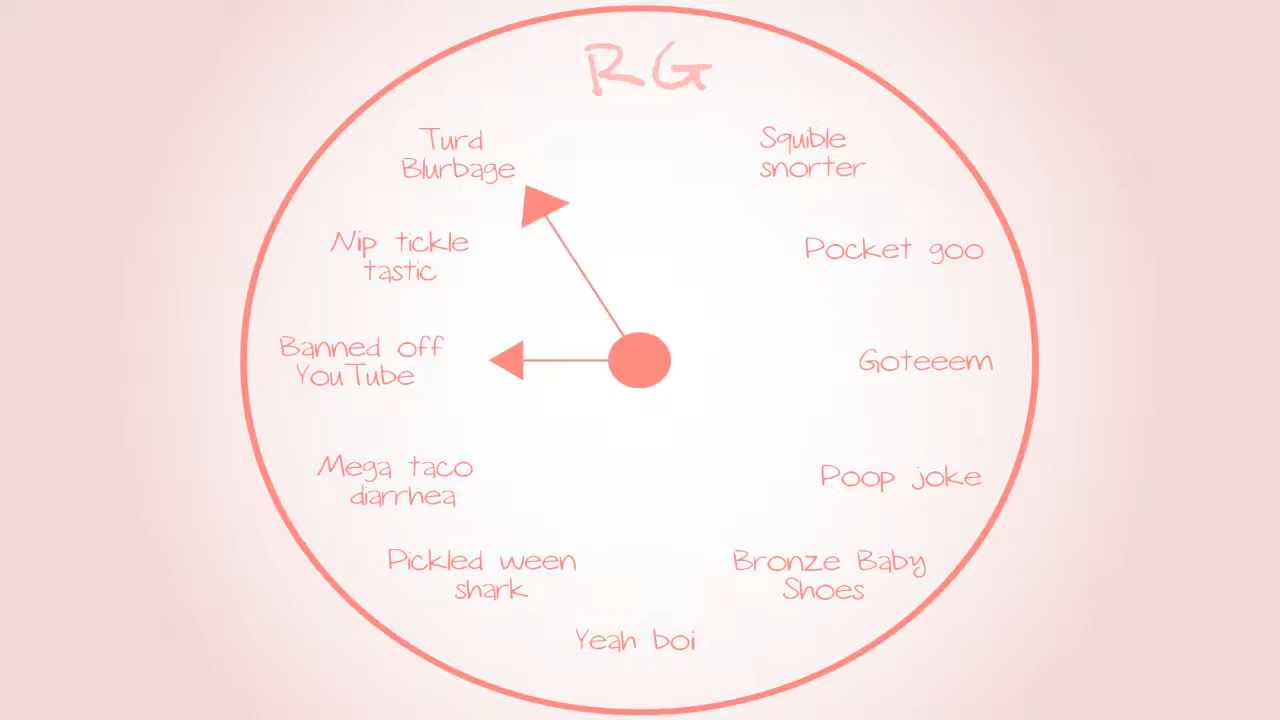 RG
Turd
Blurbage
Squible
snorter
Nip tickle
tastic
Pocket goo
Banned off
YouTube
Goteeem
Mega taco
diarrhea
Poop joke
Pickled ween
shark
Bronze Baby
Shoes
Yeah boi